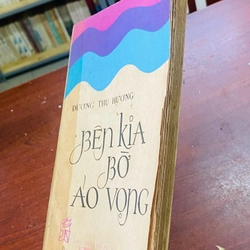 DƯƠNG THU HƯƠNG
BÊN KIA
BỜ
ẢO VỌNG